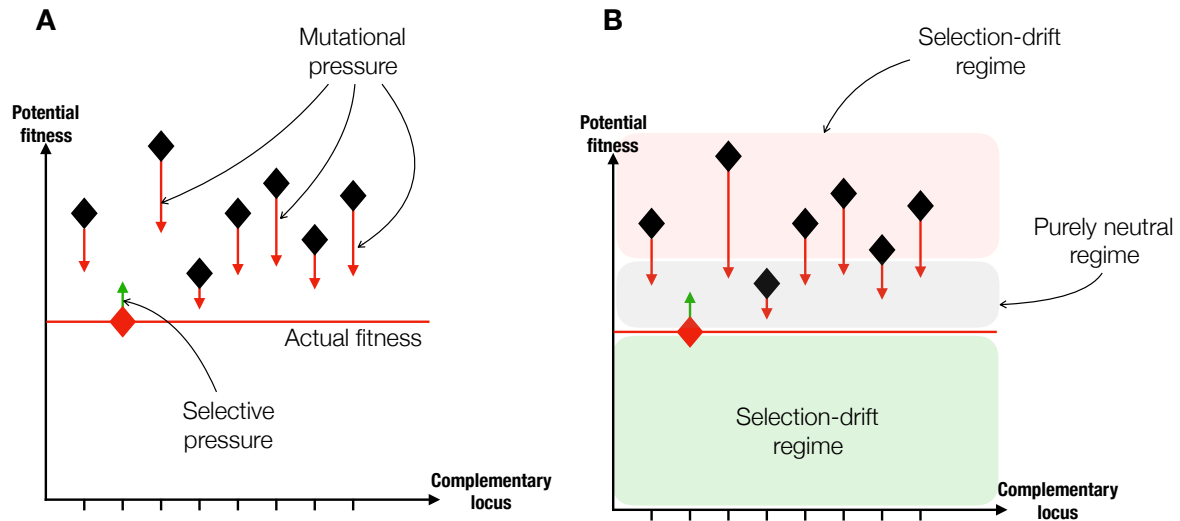 A
Mutational
pressure
Potential
fitness
Actual fitness
Selective
pressure
Complementary
locus
B
Selection-drift
regime
Potential
fitness
Purely neutral
regime
Selection-drift
regime
Complementary
locus